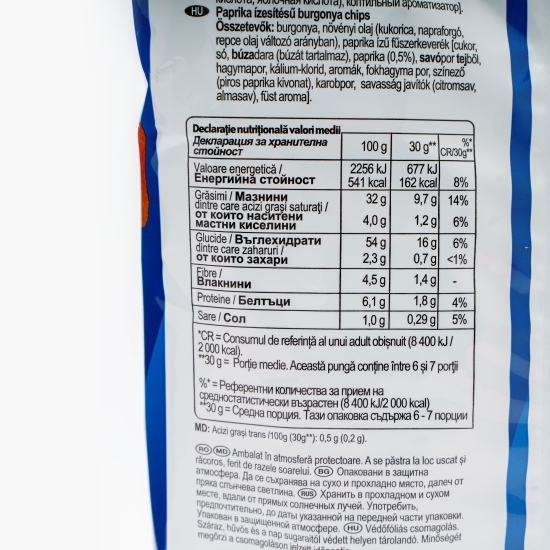 ароматизатор].
HU Paprika ízesítésű burgonya chips
Összetevők: burgonya, növényi olaj (kukorica, napraforgó,
repce olaj változó arányban), paprika ízű fűszerkeverék [cukor,
só, búzadara (búzát tartalmaz), paprika (0,5%), savópor tejből,
hagymapor, kálium-klorid, aromák, fokhagyma por, színező
(piros paprika kivonat), karobpor, savasság javítók (citromsav,
almasav), füst aroma].
Declarație nutrițională valori medii
Декларация за хранителна
стойност
100 g 30 g** %* CR/30g**
Valoare energetică /
Енергийна стойност
2256 kJ 677 kJ
541 kcal 162 kcal 8%
Grăsimi / Мазнини 32 g 9,7 g 14%
dintre care acizi grași saturați /
от които наситени
мастни киселини 4,0 g 1,2 g 6%
Glucide / Въглехидрати 54 g 16 g 6%
dintre care zaharuri /
от които захари 2,3 g 0,7 g <1%
Fibre /
Влакнини 4,5 g 1,4 g -
Proteine / Белтъци 6,1 g 1,8 g 4%
Sare / Сол 1,0 g 0,29 g 5%
*CR = Consumul de referință al unui adult obișnuit (8 400 kJ /
2 000 kcal).
**30 g = Porție medie. Această pungă conține între 6 și 7 porții
%* = Референтни количества за прием на
средностатистически възрастен (8 400 kJ/2 000 kcal)
**30 g = Средна порция. Тази опаковка съдържа 6 - 7 порции
MD: Acizi grași trans /100g (30g**): 0,5 g (0,2 g).
RO MD Ambalat în atmosferă protectoare. A se păstra la loc uscat și
răcoros, ferit de razele soarelui. BG Опаковани в защитна
атмосфера. Да се съхранява на сухо и прохладно място, далеч от
пряка слънчева светлина. RUS Хранить в прохладном и сухом
месте, вдали от прямых солнечных лучей. Употребить,
предпочтительно, до даты указанной на передней части упаковки.
Упакован в защищенной атмосфере. HU Védőfóliás csomagolás.
Száraz, hűvös és a nap sugaraitól védett helyen tárolandó. Minőségét
megőrzi a csomagoláson jelzett